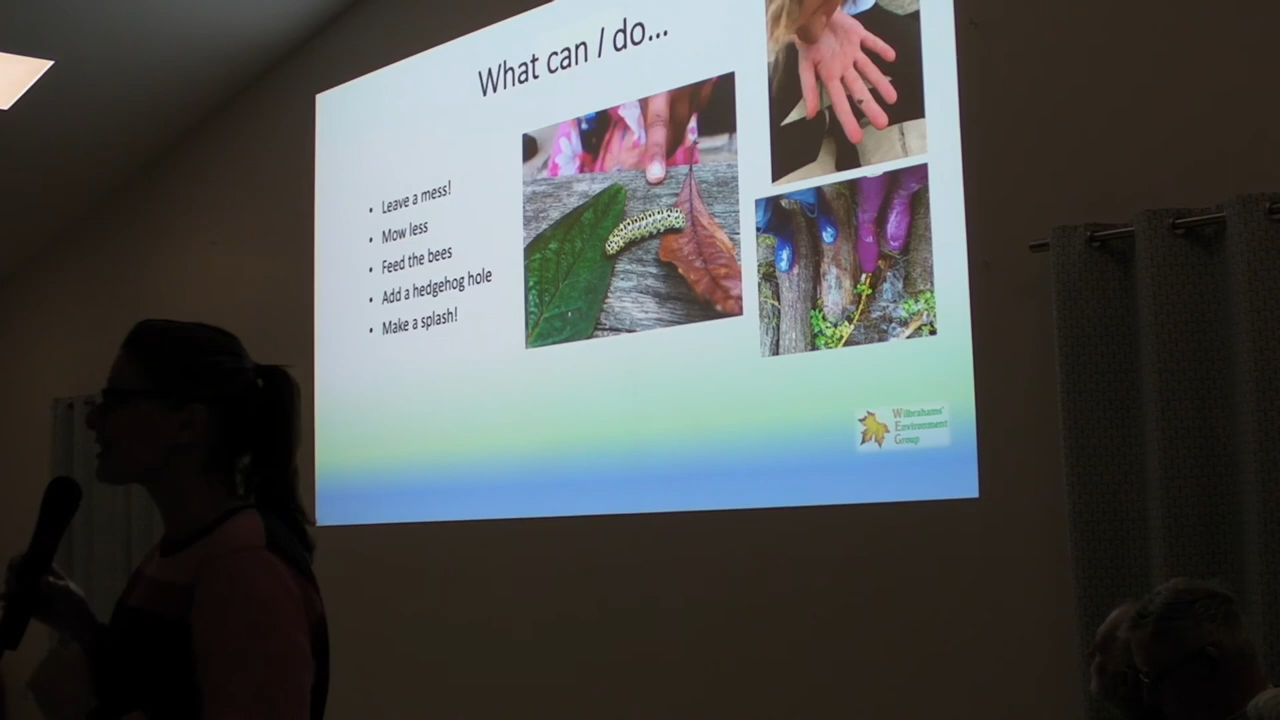 What can I do...
• Leave a mess!
• Mow less
• Feed the bees
• Add a hedgehog hole
• Make a splash!
Wilbrahams'
Environment
Group